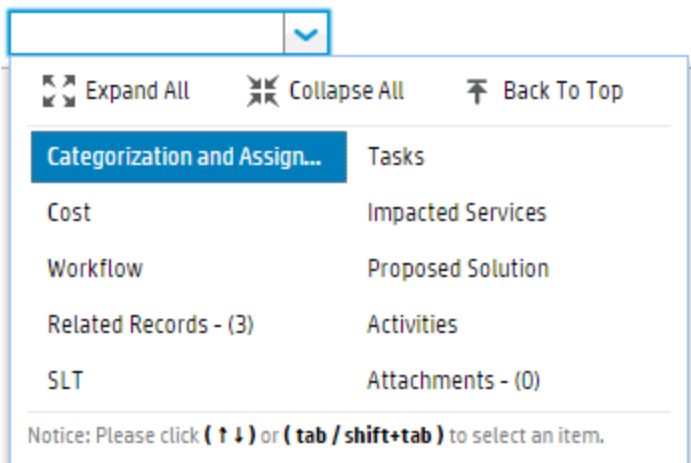 Expand All Collapse All Back To Top
Categorization and Assign... Tasks
Cost Impacted Services
Workflow Proposed Solution
Related Records - (3) Activities
SLT Attachments - (0)
Notice: Please click ( ↑ ↓ ) or ( tab / shift+tab ) to select an item.